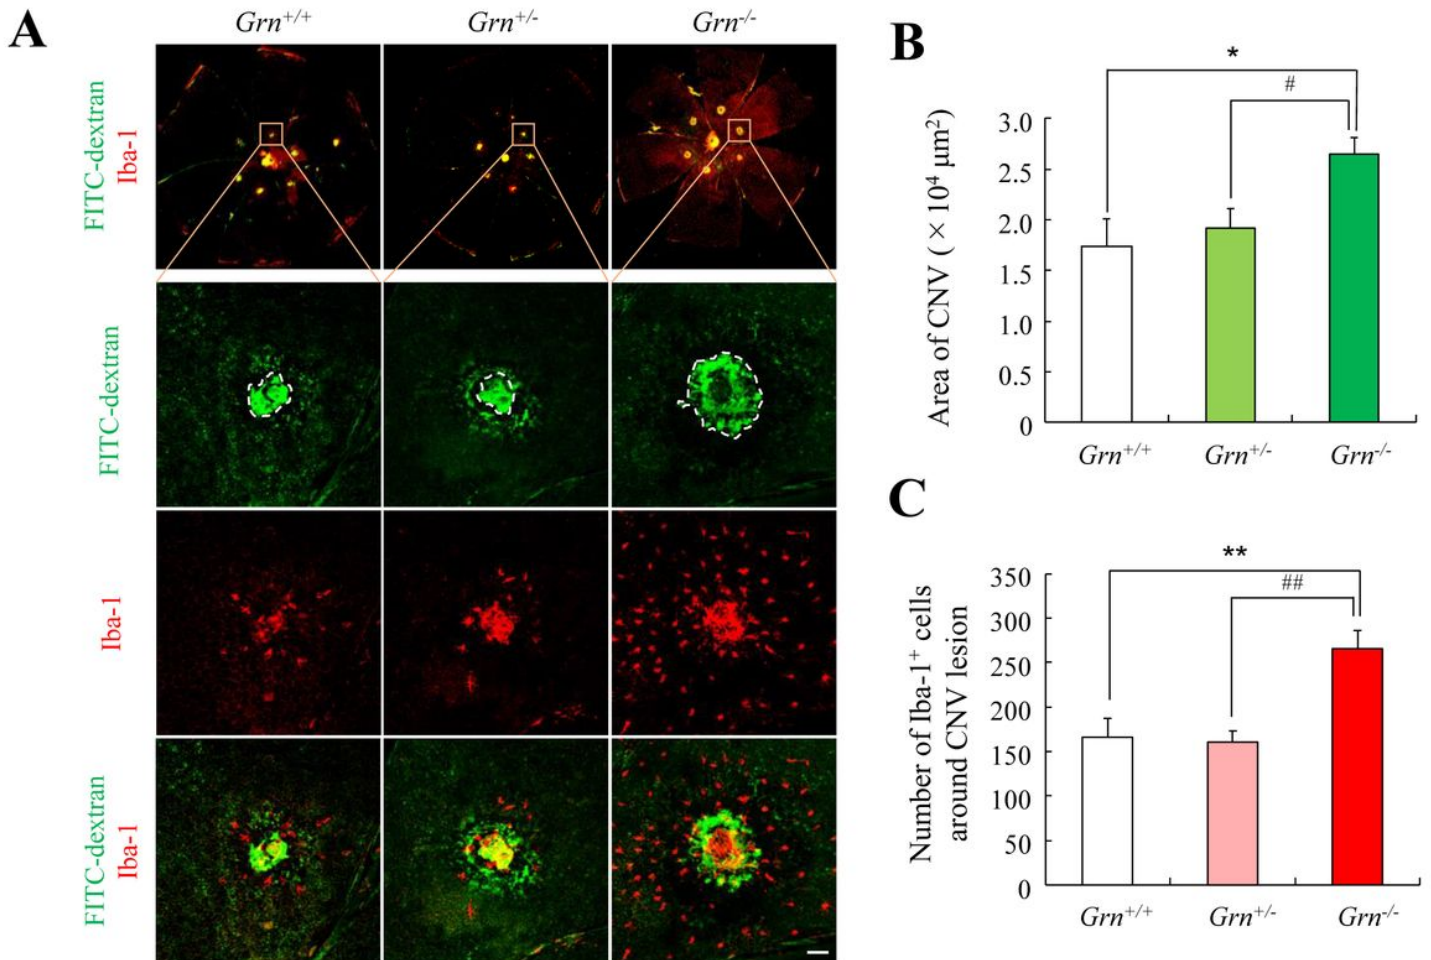 A
Grn+/+
Grn+/-
Grn-/-
FITC-dextran
Iba-1
FITC-dextran
Iba-1
FITC-dextran
Iba-1
B
*
#
Area of CNV (×10⁴ μm²)
3.0
2.5
2.0
1.5
1.0
0.5
0
Grn+/+
Grn+/-
Grn-/-
C
**
##
Number of Iba-1⁺ cells
around CNV lesion
350
300
250
200
150
100
50
0
Grn+/+
Grn+/-
Grn-/-